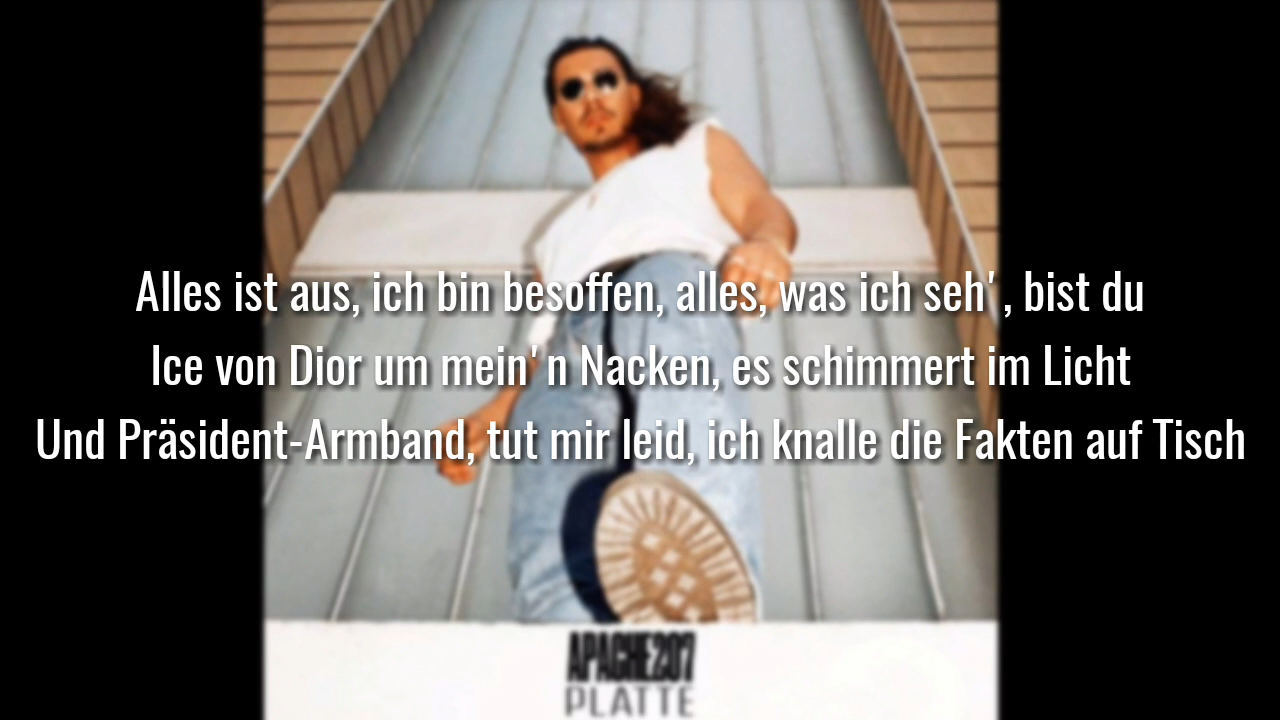 Alles ist aus, ich bin besoffen, alles, was ich seh', bist du
Ice von Dior um mein'n Nacken, es schimmert im Licht
Und Präsident-Armband, tut mir leid, ich knalle die Fakten auf Tisch
APACHE207
PLATTE